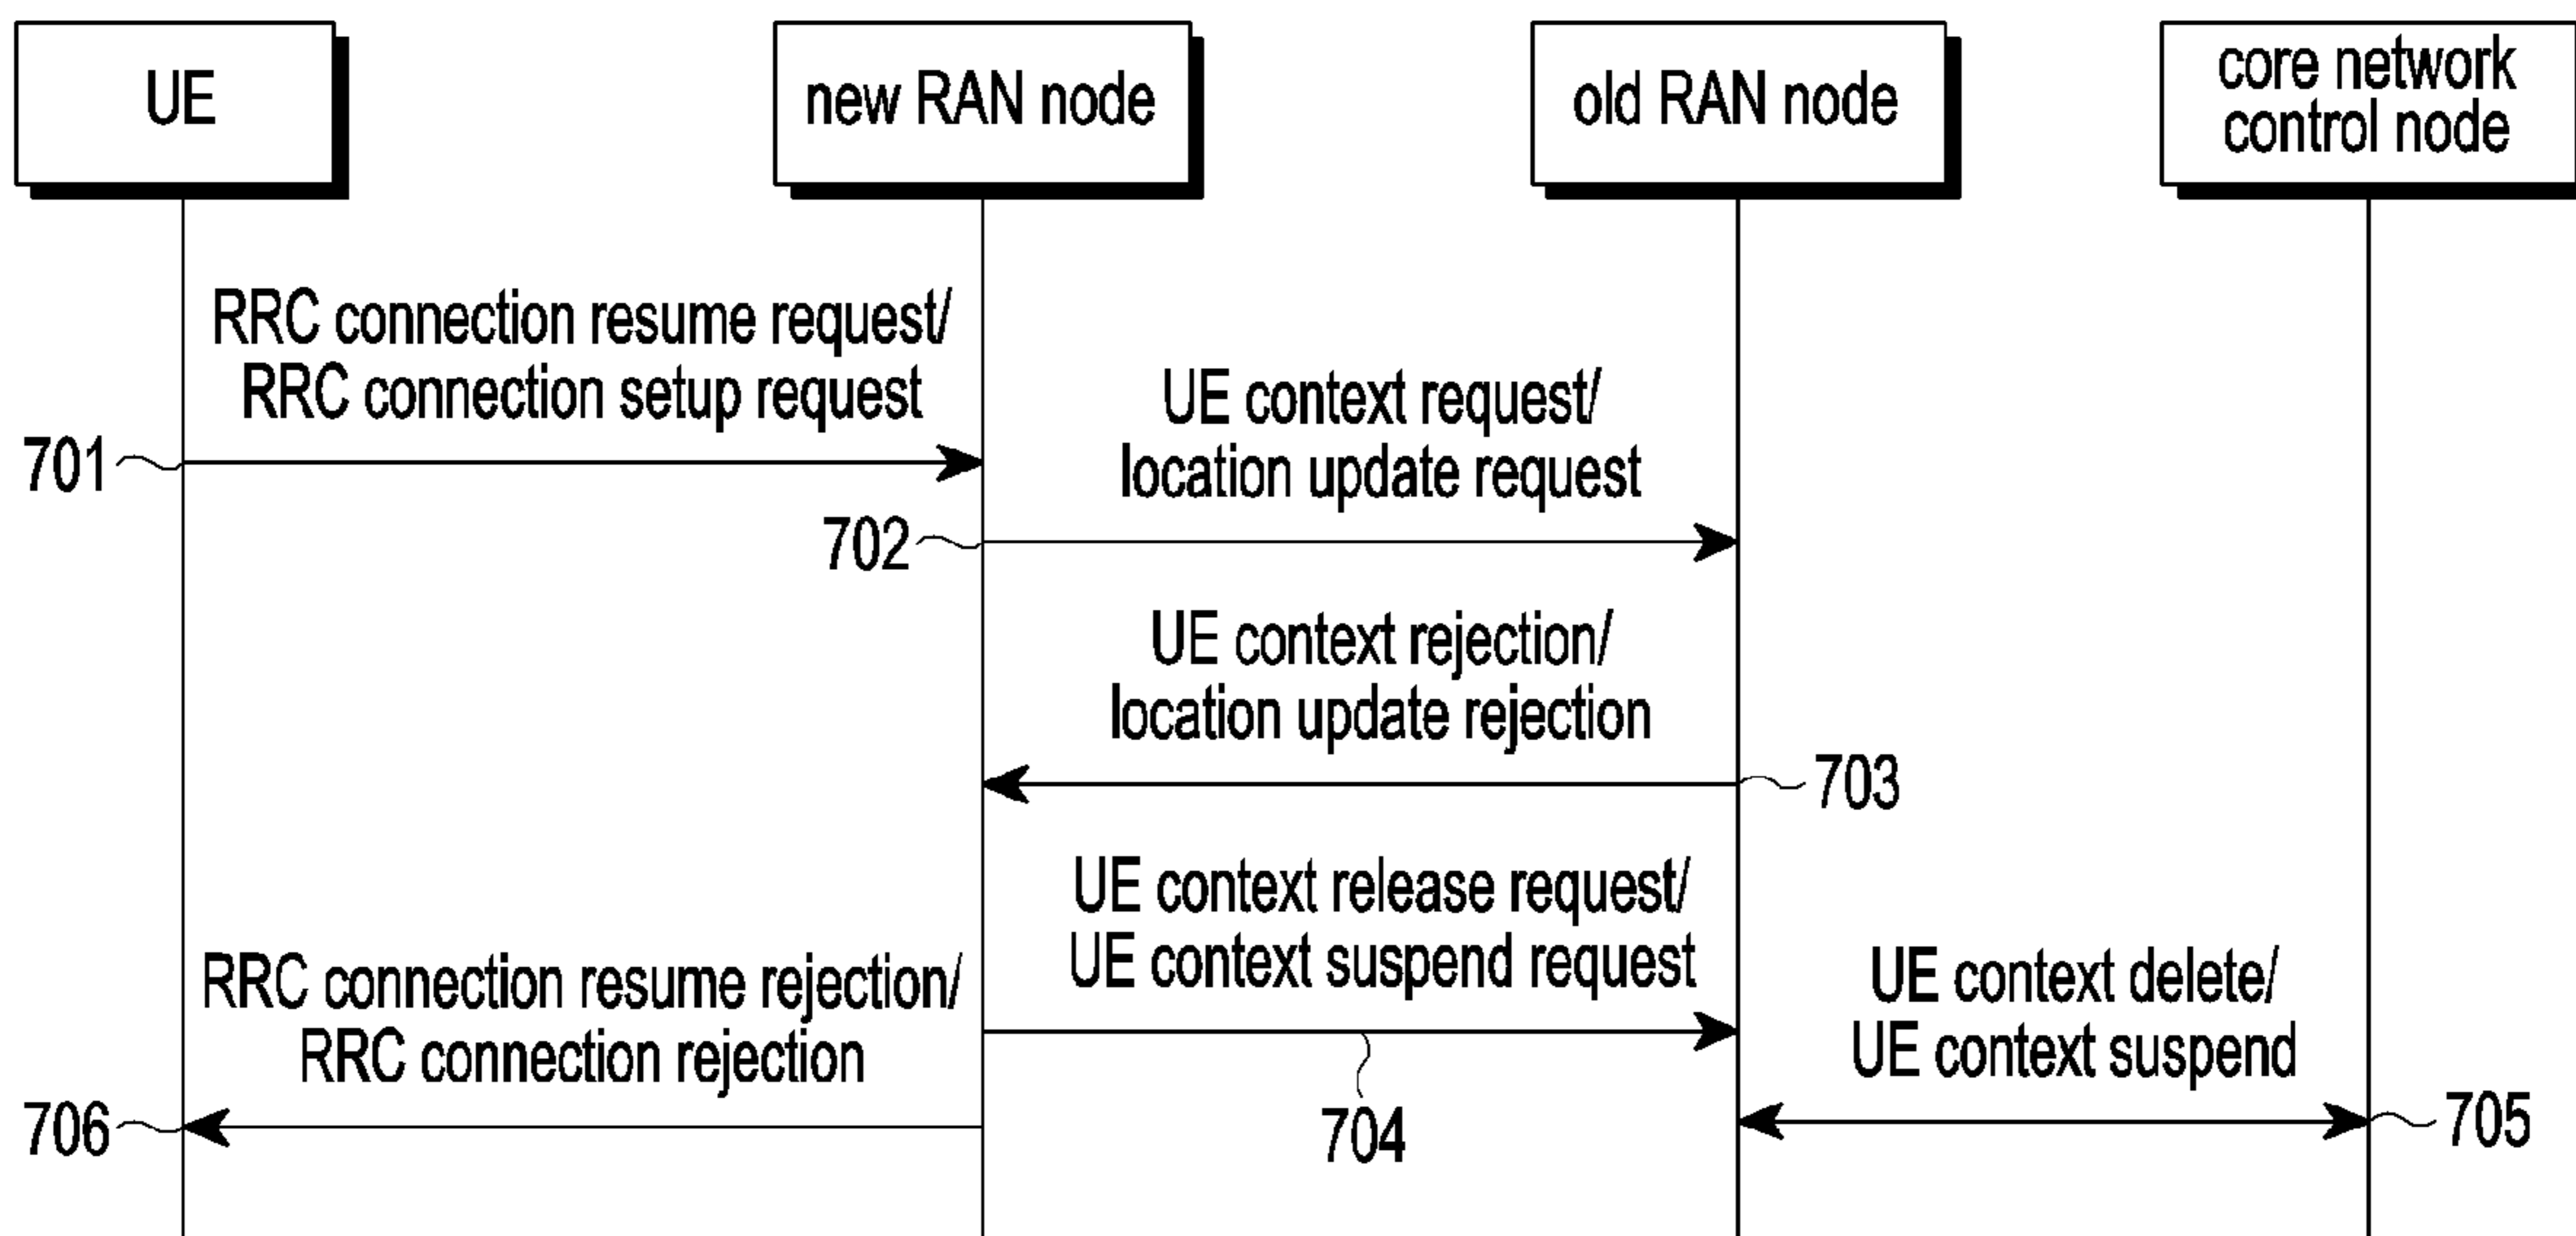 UE
new RAN node
old RAN node
core network
control node
RRC connection resume request/
RRC connection setup request
701
UE context request/
location update request
702
UE context rejection/
location update rejection
703
UE context release request/
UE context suspend request
704
UE context delete/
UE context suspend
705
RRC connection resume rejection/
RRC connection rejection
706